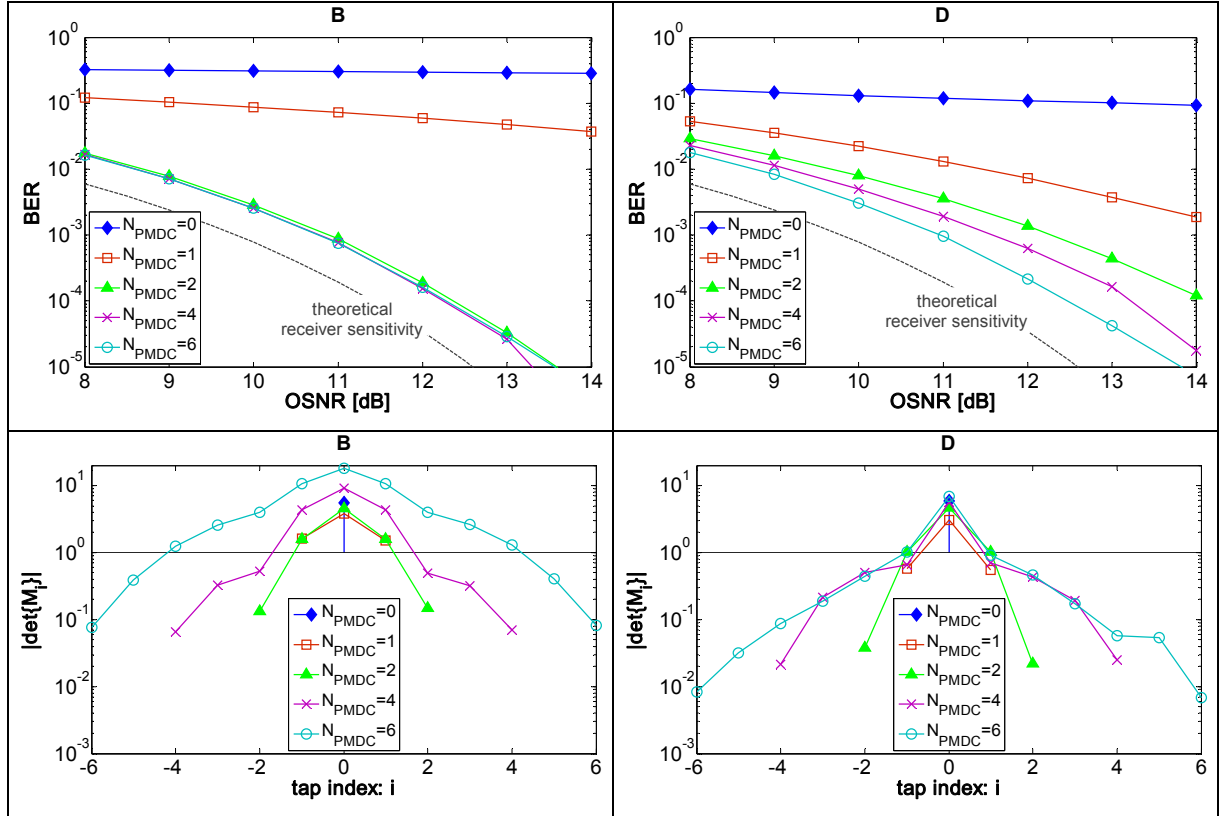 B
BER
10^0
10^-1
10^-2
10^-3
10^-4
10^-5
N_PMDC=0
N_PMDC=1
N_PMDC=2
N_PMDC=4
N_PMDC=6
theoretical
receiver sensitivity
8 9 10 11 12 13 14
OSNR [dB]
D
BER
10^0
10^-1
10^-2
10^-3
10^-4
10^-5
N_PMDC=0
N_PMDC=1
N_PMDC=2
N_PMDC=4
N_PMDC=6
theoretical
receiver sensitivity
8 9 10 11 12 13 14
OSNR [dB]
B
|det{M_i}|
10^1
10^0
10^-1
10^-2
10^-3
N_PMDC=0
N_PMDC=1
N_PMDC=2
N_PMDC=4
N_PMDC=6
-6 -4 -2 0 2 4 6
tap index: i
D
|det{M_i}|
10^1
10^0
10^-1
10^-2
10^-3
N_PMDC=0
N_PMDC=1
N_PMDC=2
N_PMDC=4
N_PMDC=6
-6 -4 -2 0 2 4 6
tap index: i